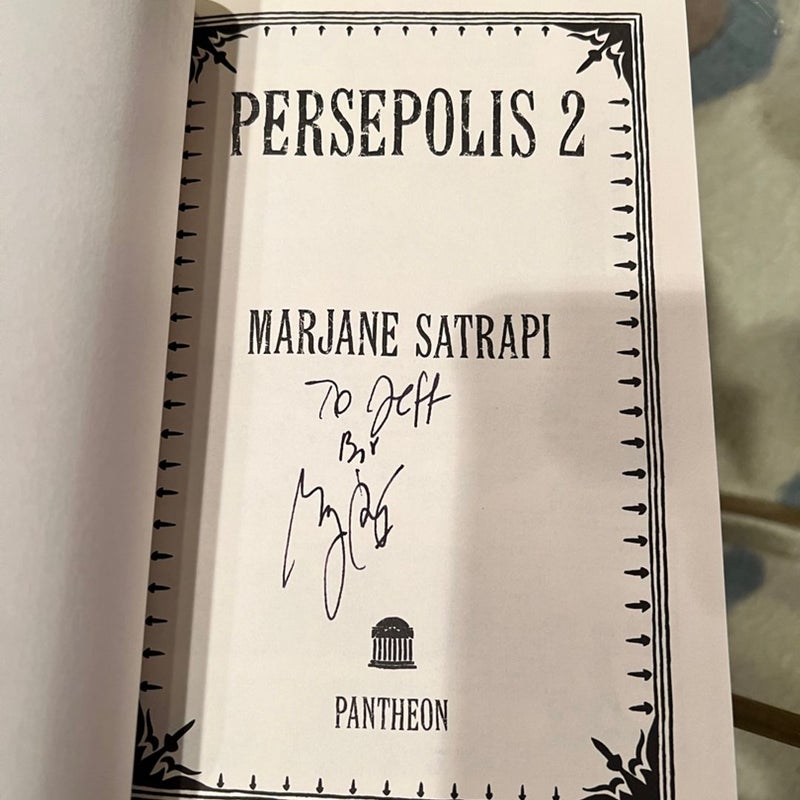 PERSEPOLIS 2
MARJANE SATRAPI
To Jeff
PANTHEON